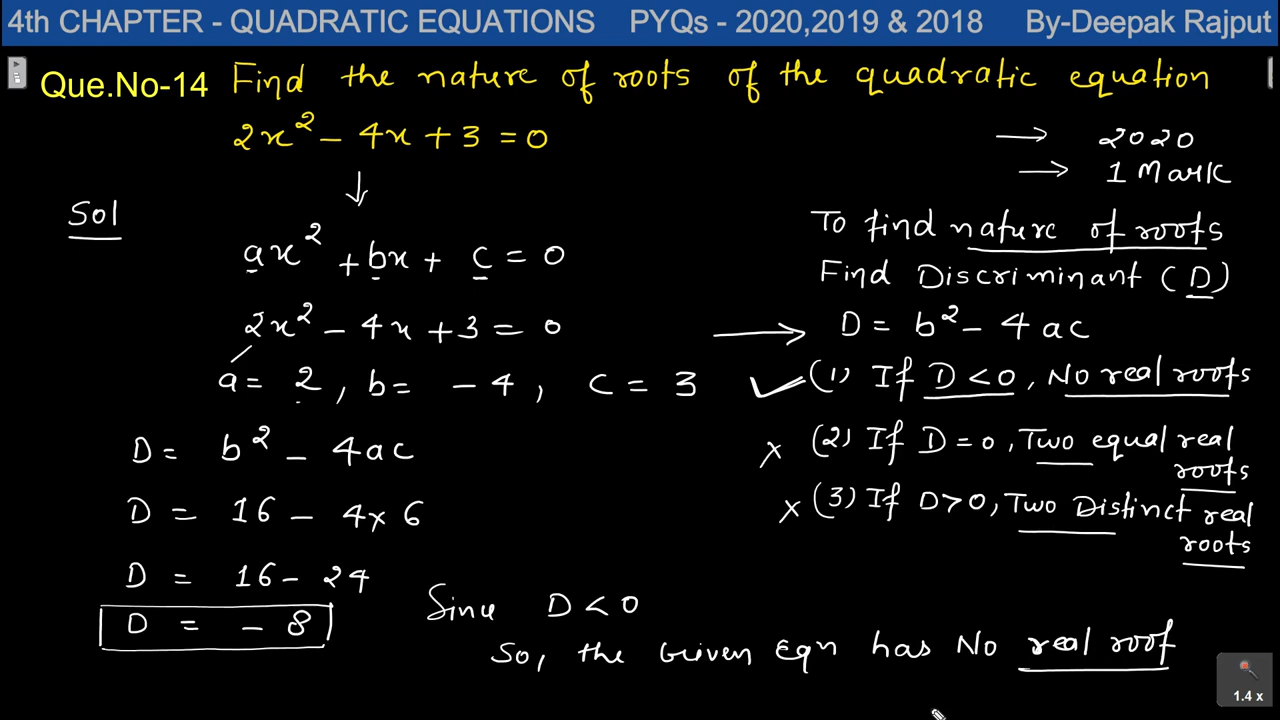 4th CHAPTER - QUADRATIC EQUATIONS PYQs - 2020,2019 & 2018 By-Deepak Rajput
Que.No-14 Find the nature of roots of the quadratic equation
2x² - 4x + 3 = 0
→ 2020
→ 1 Mark
↓
Sol
ax² + bx + c = 0
2x² - 4x + 3 = 0
a = 2, b = -4, c = 3
D = b² - 4ac
D = 16 - 4×6
D = 16 - 24
D = - 8
To find nature of roots
Find Discriminant (D)
→ D = b² - 4ac
✓ (1) If D < 0, No real roots
× (2) If D = 0, Two equal real
roots
× (3) If D > 0, Two Distinct real
roots
Since D < 0
So, the Given Eqn has No real roof
1.4 x